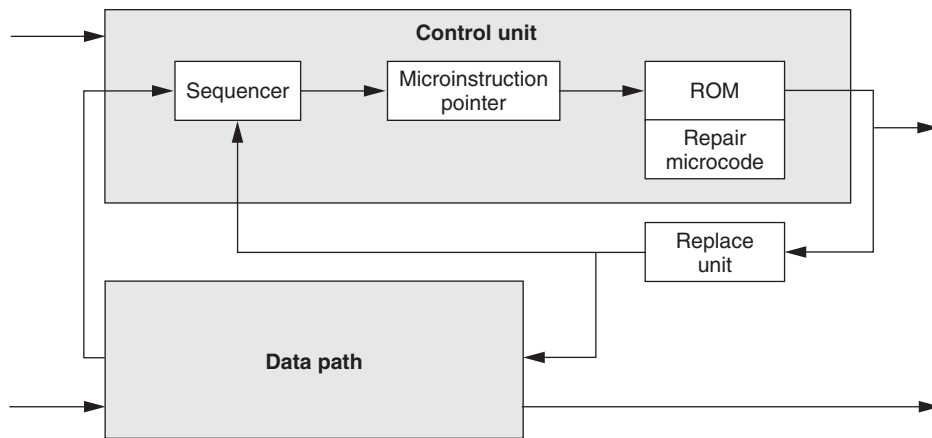 Control unit
Sequencer
Microinstruction
pointer
ROM
Repair
microcode
Replace
unit
Data path